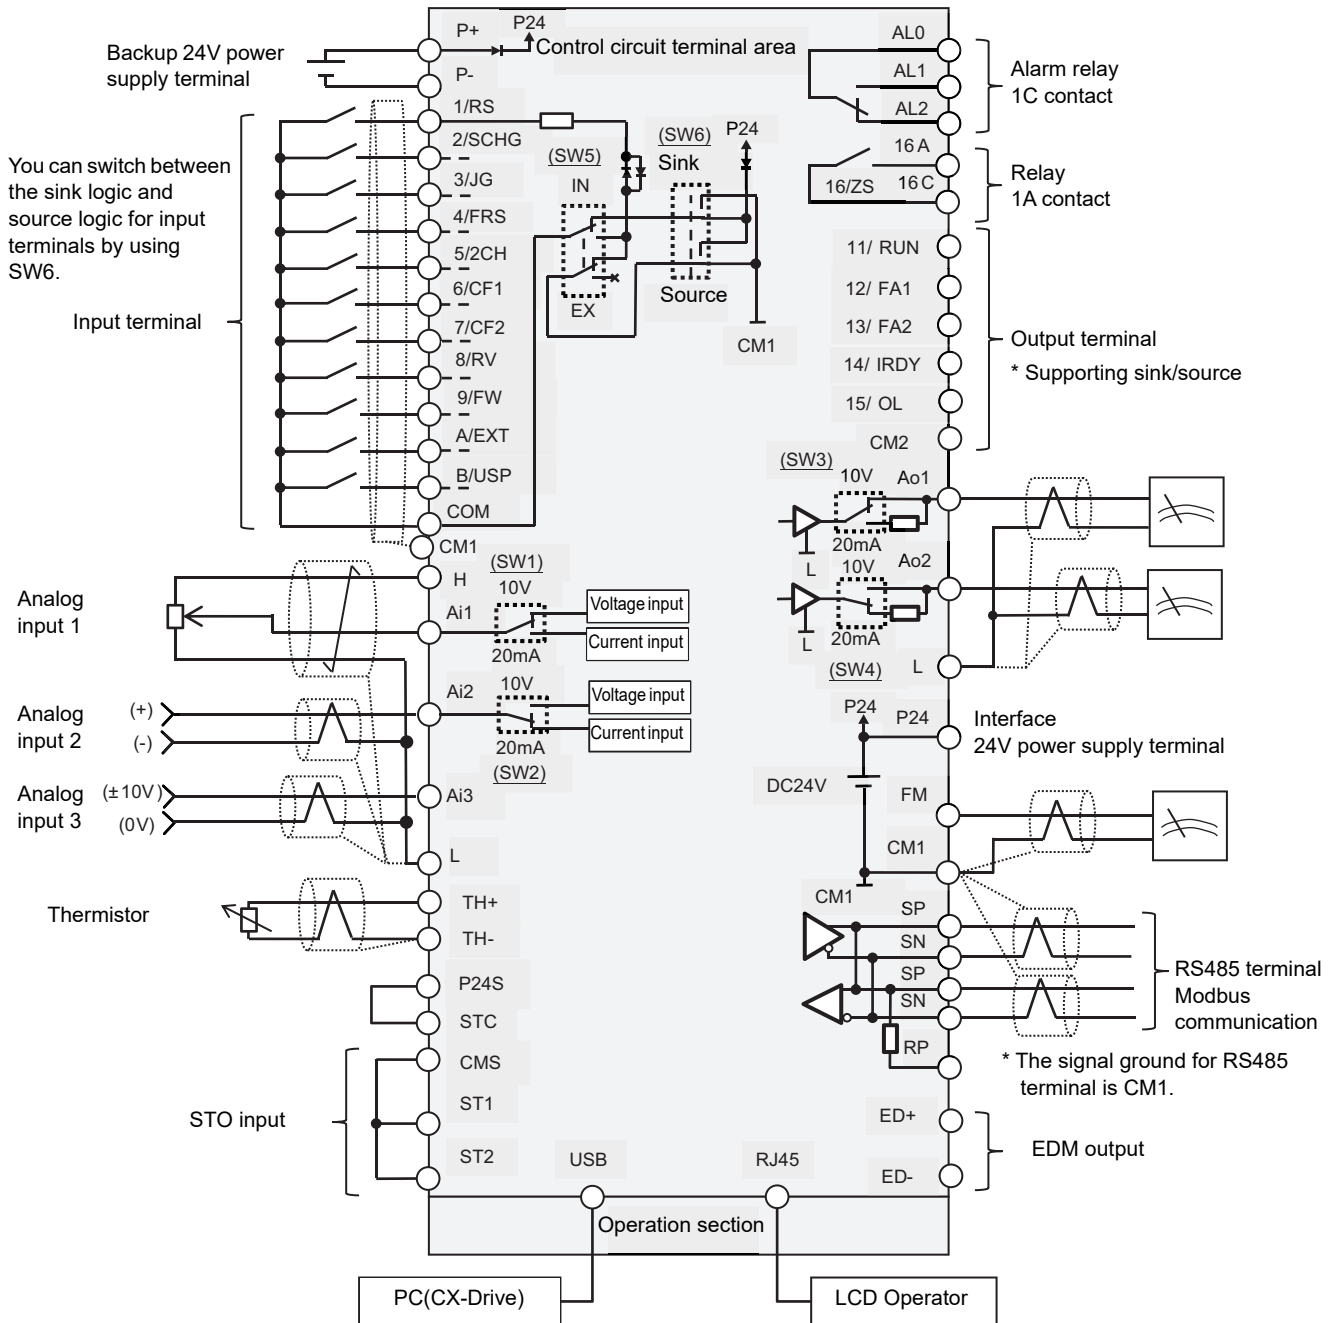 Backup 24V power
supply terminal
P+
P24
Control circuit terminal area
P-
1/RS
2/SCHG
3/JG
4/FRS
5/2CH
6/CF1
7/CF2
8/RV
9/FW
A/EXT
B/USP
COM
CM1
You can switch between
the sink logic and
source logic for input
terminals by using
SW6.
Input terminal
(SW5)
IN
EX
(SW6)
Sink
P24
Source
CM1
AL0
AL1
AL2
Alarm relay
1C contact
16A
16/ZS
16C
Relay
1A contact
11/ RUN
12/ FA1
13/ FA2
14/ IRDY
15/ OL
CM2
Output terminal
* Supporting sink/source
(SW3)
10V
Ao1
20mA
L
10V
Ao2
20mA
L
(SW4)
L
Analog
input 1
H
Ai1
(SW1)
10V
20mA
Voltage input
Current input
Analog
input 2
(+)
(-)
Ai2
10V
20mA
(SW2)
Voltage input
Current input
Analog
input 3
(±10V)
(0V)
Ai3
L
P24
P24
Interface
24V power supply terminal
DC24V
FM
CM1
CM1
Thermistor
TH+
TH-
SP
SN
SP
SN
RP
RS485 terminal
Modbus
communication
* The signal ground for RS485
terminal is CM1.
P24S
STC
CMS
ST1
ST2
STO input
ED+
ED-
EDM output
USB
RJ45
Operation section
PC(CX-Drive)
LCD Operator